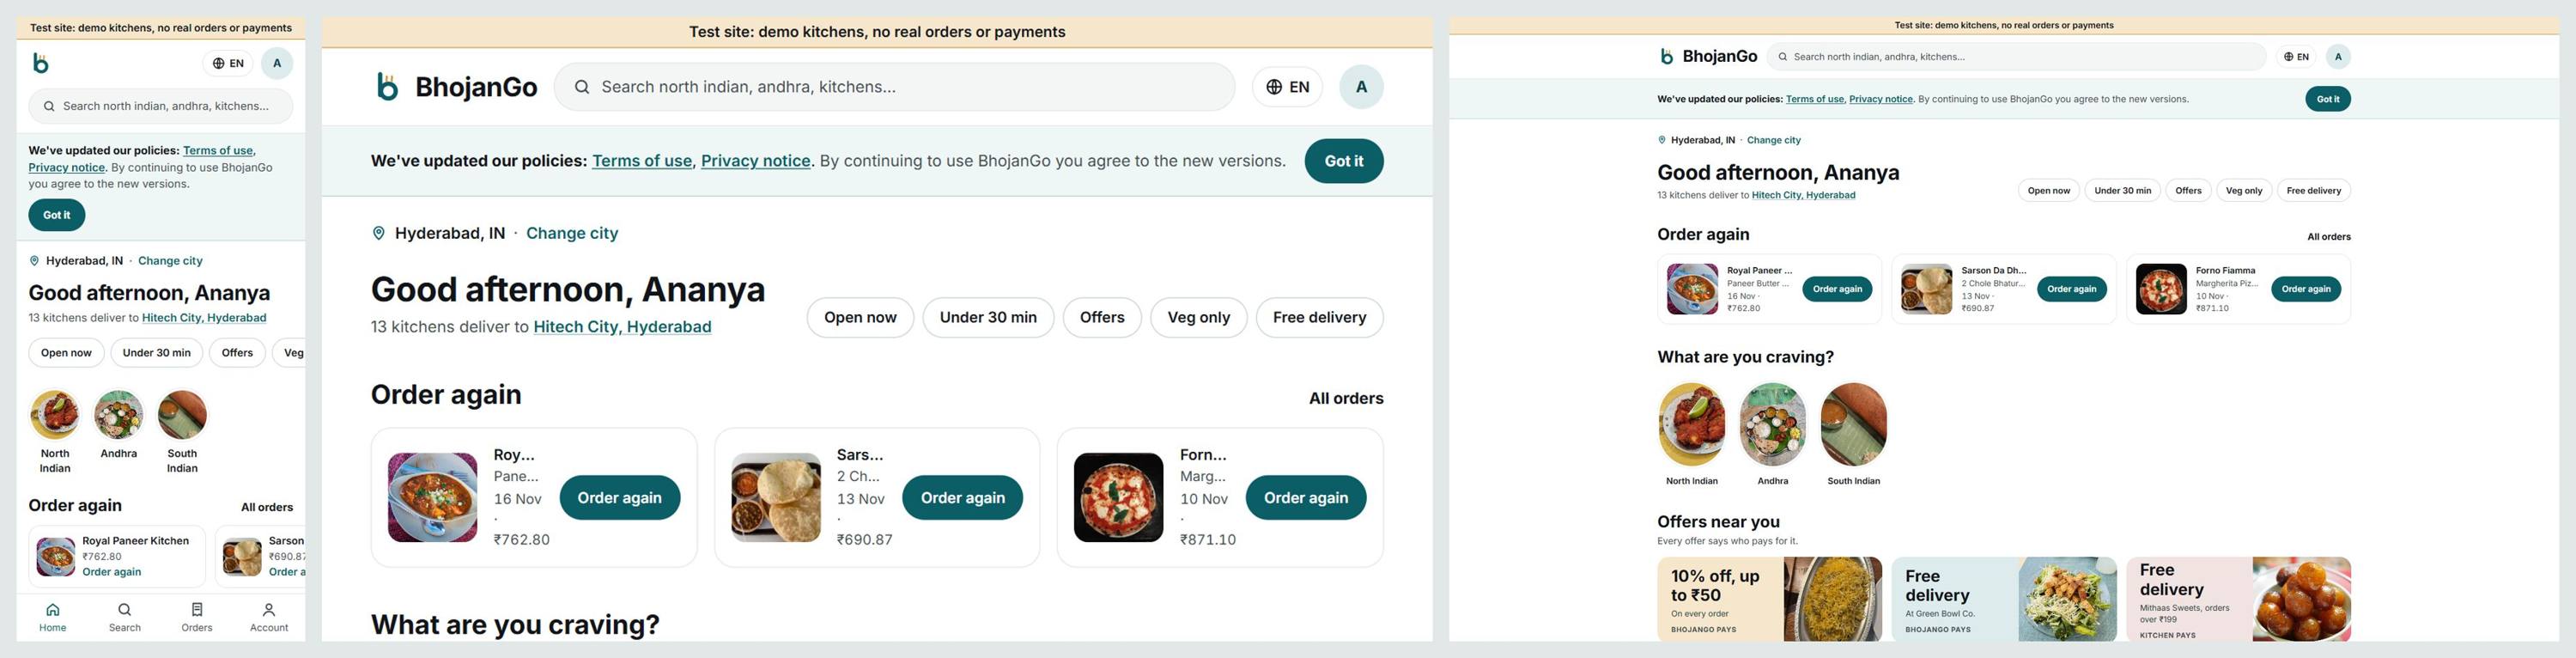 Test site: demo kitchens, no real orders or payments
EN
A
Search north indian, andhra, kitchens...
We've updated our policies: Terms of use,
Privacy notice. By continuing to use BhojanGo
you agree to the new versions.
Got it
Hyderabad, IN · Change city
Good afternoon, Ananya
13 kitchens deliver to Hitech City, Hyderabad
Open now
Under 30 min
Offers
Veg
North
Indian
Andhra
South
Indian
Order again
All orders
Royal Paneer Kitchen
₹762.80
Order again
Sarson
₹690.87
Order a
Home
Search
Orders
Account
Test site: demo kitchens, no real orders or payments
BhojanGo
Search north indian, andhra, kitchens...
EN
A
We've updated our policies: Terms of use, Privacy notice. By continuing to use BhojanGo you agree to the new versions.
Got it
Hyderabad, IN · Change city
Good afternoon, Ananya
13 kitchens deliver to Hitech City, Hyderabad
Open now
Under 30 min
Offers
Veg only
Free delivery
Order again
All orders
Roy...
Pane...
16 Nov
·
₹762.80
Order again
Sars...
2 Ch...
13 Nov
·
₹690.87
Order again
Forn...
Marg...
10 Nov
·
₹871.10
Order again
What are you craving?
Test site: demo kitchens, no real orders or payments
BhojanGo
Search north indian, andhra, kitchens...
EN
A
We've updated our policies: Terms of use, Privacy notice. By continuing to use BhojanGo you agree to the new versions.
Got it
Hyderabad, IN · Change city
Good afternoon, Ananya
13 kitchens deliver to Hitech City, Hyderabad
Open now
Under 30 min
Offers
Veg only
Free delivery
Order again
All orders
Royal Paneer ...
Paneer Butter ...
16 Nov ·
₹762.80
Order again
Sarson Da Dh...
2 Chole Bhatur...
13 Nov ·
₹690.87
Order again
Forno Fiamma
Margherita Piz...
10 Nov ·
₹871.10
Order again
What are you craving?
North Indian
Andhra
South Indian
Offers near you
Every offer says who pays for it.
10% off, up
to ₹50
On every order
BHOJANGO PAYS
Free
delivery
At Green Bowl Co.
BHOJANGO PAYS
Free
delivery
Mithaas Sweets, orders
over ₹199
KITCHEN PAYS